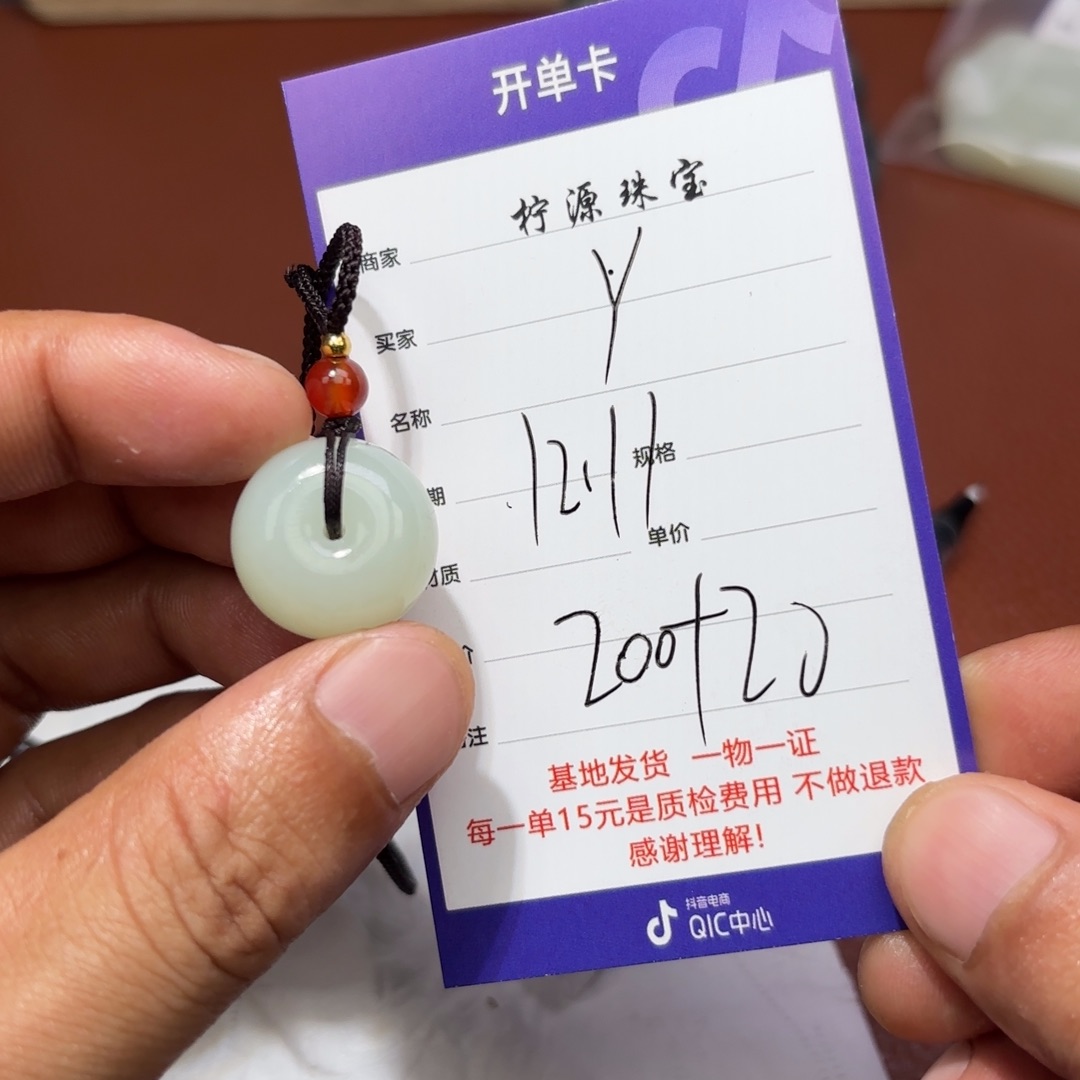 开单卡
柠源珠宝
商家
Y
买家
名称
12.11
规格
期
单价
材质
200+20
价
注
基地发货 一物一证
每一单15元是质检费用 不做退款
感谢理解!
抖音电商
QIC中心